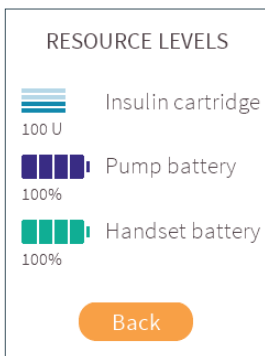 RESOURCE LEVELS
Insulin cartridge
100 U
Pump battery
100%
Handset battery
100%
Back